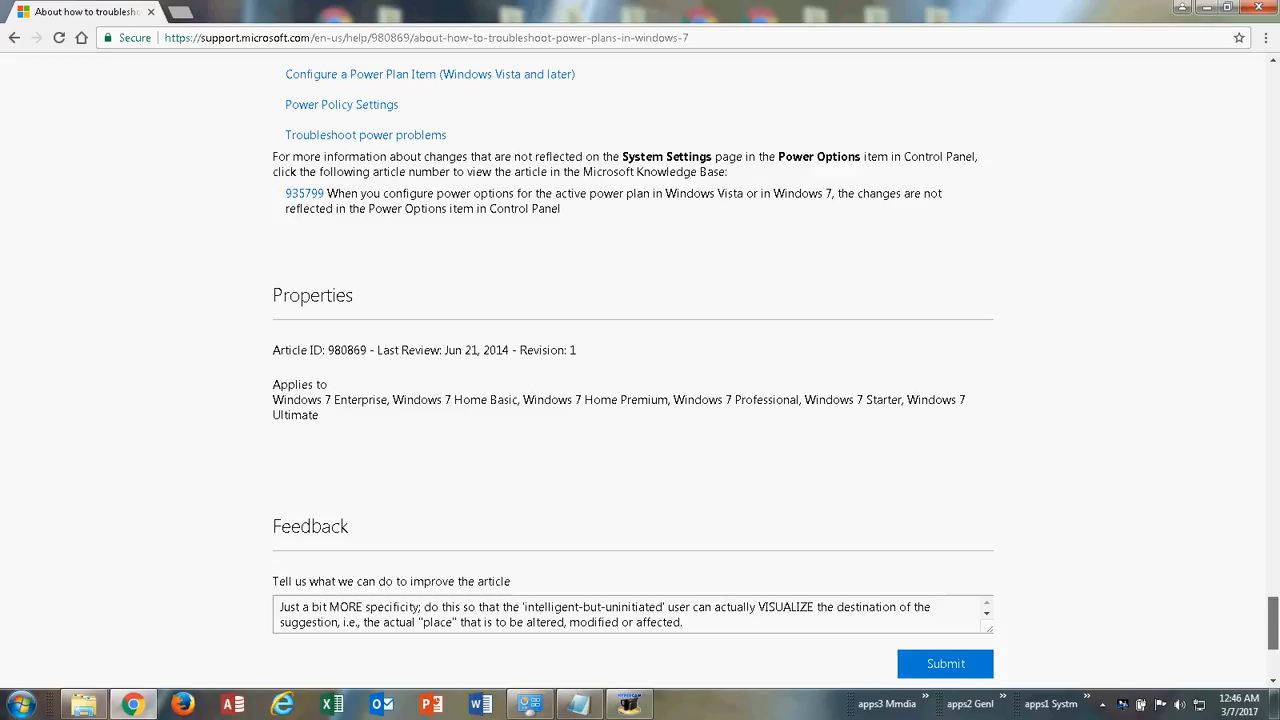 About how to troublesh
Secure
https://support.microsoft.com/en-us/help/980869/about-how-to-troubleshoot-power-plans-in-windows-7
Configure a Power Plan Item (Windows Vista and later)
Power Policy Settings
Troubleshoot power problems
For more information about changes that are not reflected on the System Settings page in the Power Options item in Control Panel,
click the following article number to view the article in the Microsoft Knowledge Base:
935799 When you configure power options for the active power plan in Windows Vista or in Windows 7, the changes are not
reflected in the Power Options item in Control Panel
Properties
Article ID: 980869 - Last Review: Jun 21, 2014 - Revision: 1
Applies to
Windows 7 Enterprise, Windows 7 Home Basic, Windows 7 Home Premium, Windows 7 Professional, Windows 7 Starter, Windows 7
Ultimate
Feedback
Tell us what we can do to improve the article
Just a bit MORE specificity; do this so that the 'intelligent-but-uninitiated' user can actually VISUALIZE the destination of the
suggestion, i.e., the actual "place" that is to be altered, modified or affected.
Submit
apps3 Mmdia
apps2 Genl
apps1 Systm
12:46 AM
3/7/2017